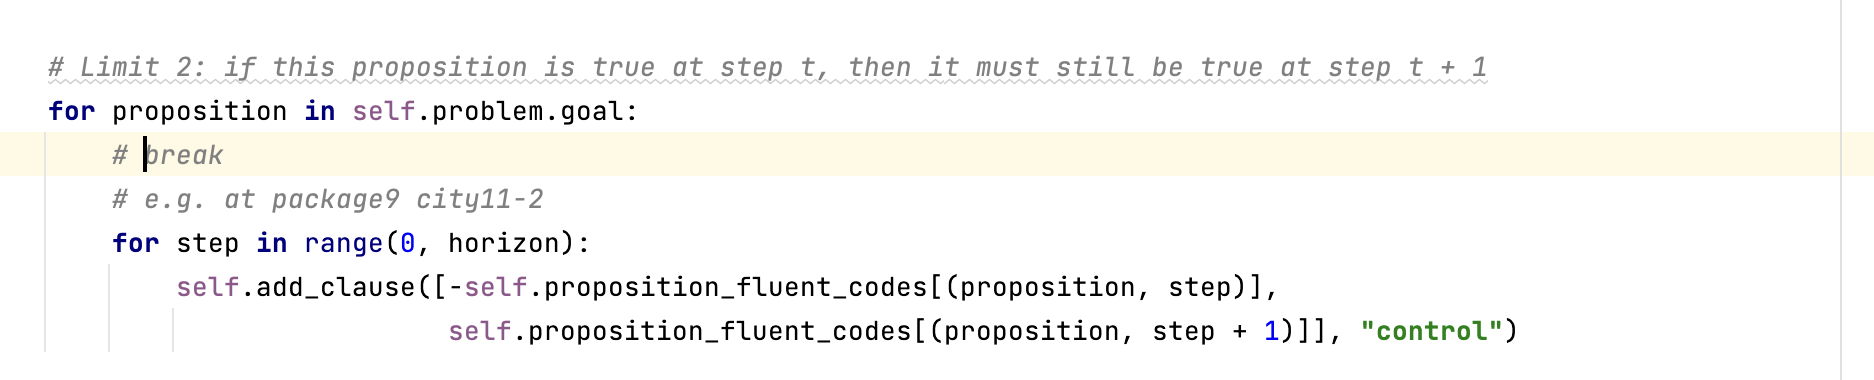 # Limit 2: if this proposition is true at step t, then it must still be true at step t + 1
for proposition in self.problem.goal:
    # break
    # e.g. at package9 city11-2
    for step in range(0, horizon):
        self.add_clause([-self.proposition_fluent_codes[(proposition, step)],
                         self.proposition_fluent_codes[(proposition, step + 1)]], "control")